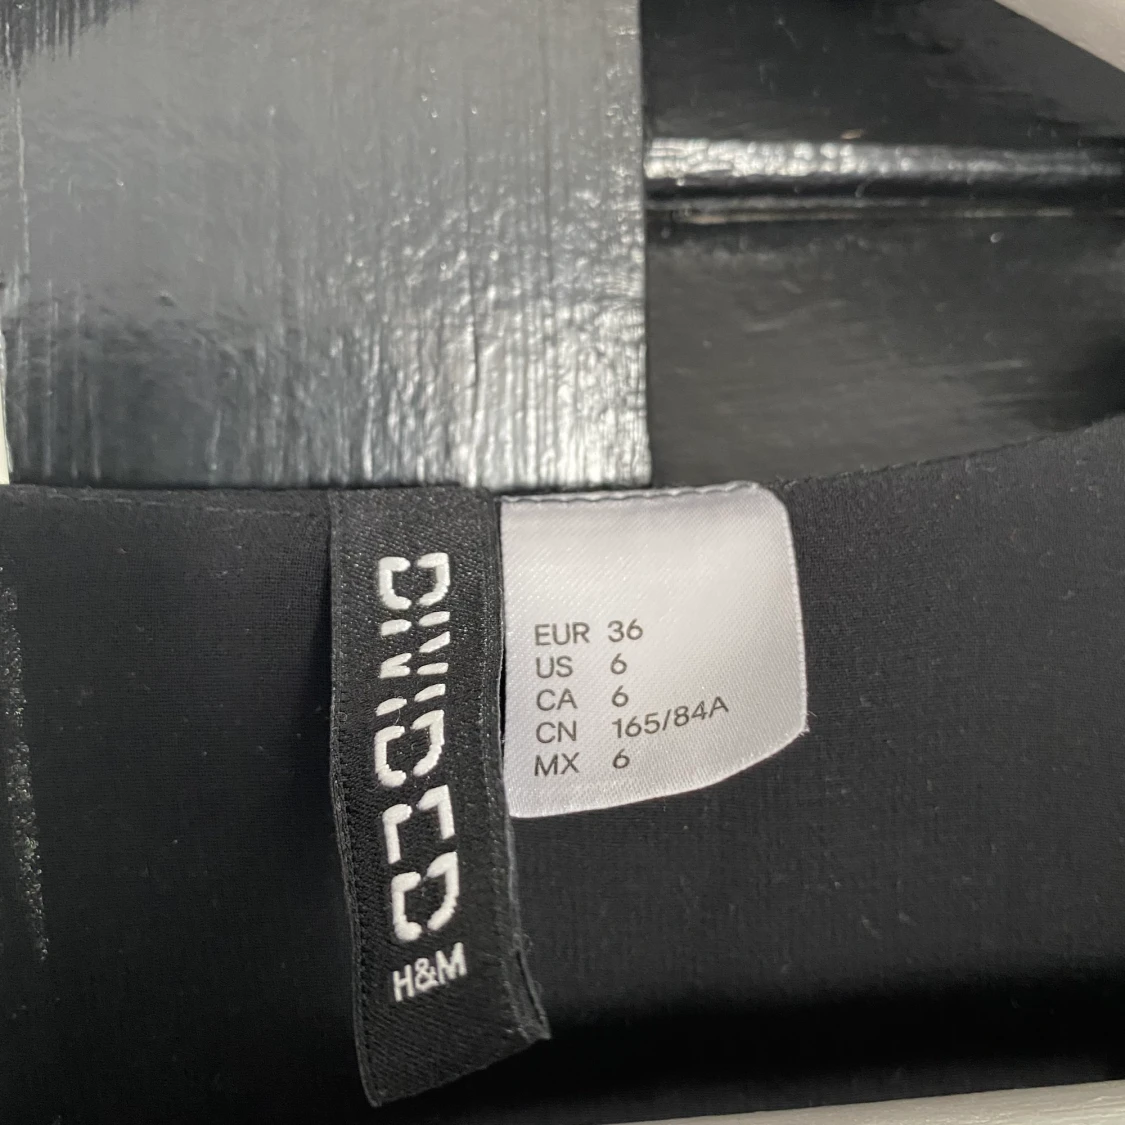 DIVIDED
H&M
EUR 36
US 6
CA 6
CN 165/84A
MX 6